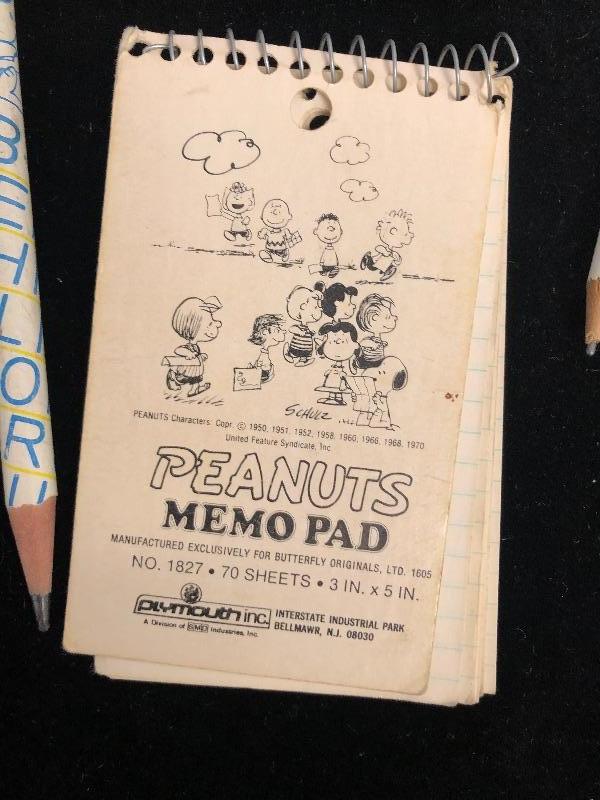 SCHULZ
PEANUTS Characters: Copr. © 1950, 1951, 1952, 1958, 1960, 1966, 1968, 1970
United Feature Syndicate, Inc.
PEANUTS
MEMO PAD
MANUFACTURED EXCLUSIVELY FOR BUTTERFLY ORIGINALS, LTD. 1605
NO. 1827 • 70 SHEETS • 3 IN. x 5 IN.
plymouth inc.
A Division of SMD Industries, Inc.
INTERSTATE INDUSTRIAL PARK
BELLMAWR, N.J. 08030